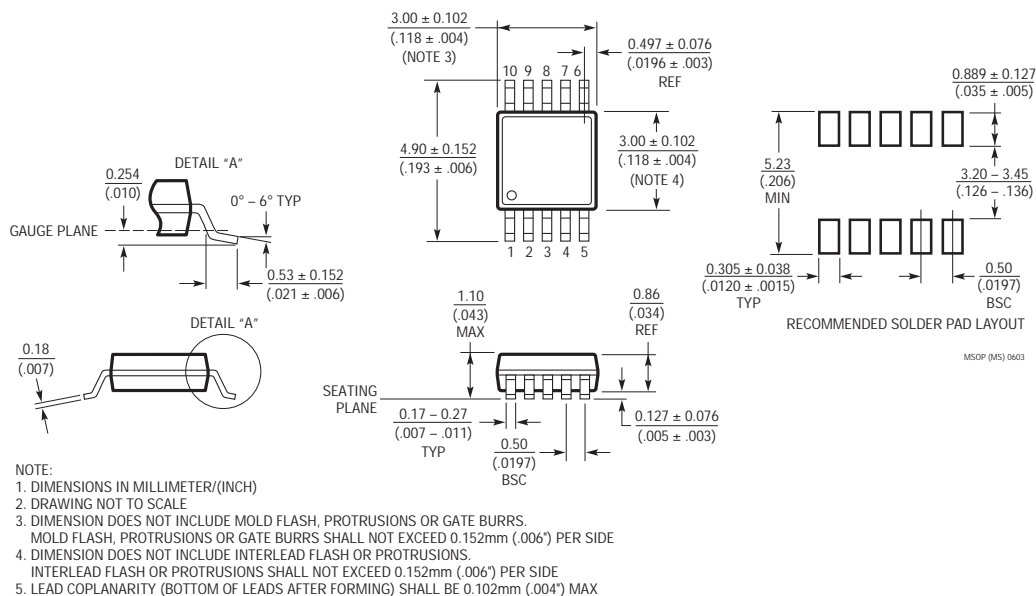 3.00 ± 0.102
(.118 ± .004)
(NOTE 3)
0.497 ± 0.076
(.0196 ± .003)
REF
10 9 8 7 6
4.90 ± 0.152
(.193 ± .006)
3.00 ± 0.102
(.118 ± .004)
(NOTE 4)
1 2 3 4 5
0.889 ± 0.127
(.035 ± .005)
5.23
(.206)
MIN
3.20 – 3.45
(.126 – .136)
0.305 ± 0.038
(.0120 ± .0015)
TYP
0.50
(.0197)
BSC
RECOMMENDED SOLDER PAD LAYOUT
DETAIL “A”
0.254
(.010)
0° – 6° TYP
GAUGE PLANE
0.53 ± 0.152
(.021 ± .006)
DETAIL “A”
0.18
(.007)
1.10
(.043)
MAX
0.86
(.034)
REF
SEATING
PLANE
0.17 – 0.27
(.007 – .011)
TYP
0.50
(.0197)
BSC
0.127 ± 0.076
(.005 ± .003)
MSOP (MS) 0603
NOTE:
1. DIMENSIONS IN MILLIMETER/(INCH)
2. DRAWING NOT TO SCALE
3. DIMENSION DOES NOT INCLUDE MOLD FLASH, PROTRUSIONS OR GATE BURRS.
MOLD FLASH, PROTRUSIONS OR GATE BURRS SHALL NOT EXCEED 0.152mm (.006") PER SIDE
4. DIMENSION DOES NOT INCLUDE INTERLEAD FLASH OR PROTRUSIONS.
INTERLEAD FLASH OR PROTRUSIONS SHALL NOT EXCEED 0.152mm (.006") PER SIDE
5. LEAD COPLANARITY (BOTTOM OF LEADS AFTER FORMING) SHALL BE 0.102mm (.004") MAX